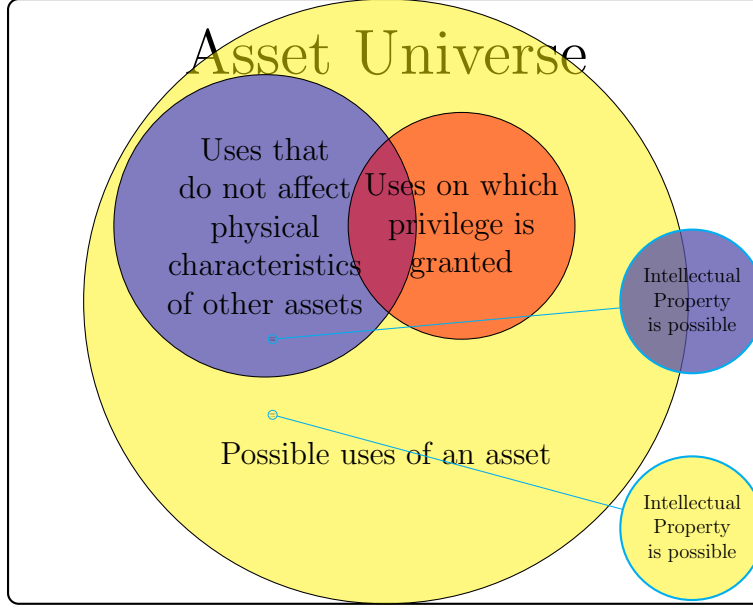 Asset Universe
Uses that
do not affect
physical
characteristics
of other assets
Uses on which
privilege is
granted
Intellectual
Property
is possible
Possible uses of an asset
Intellectual
Property
is possible